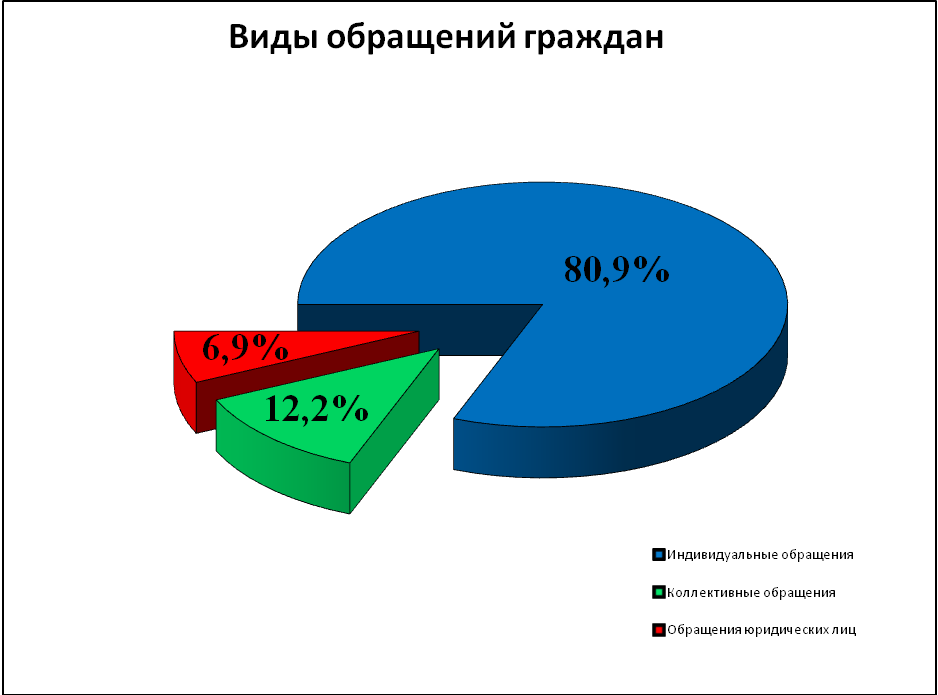 Виды обращений граждан
80,9%
6,9%
12,2%
Индивидуальные обращения
Коллективные обращения
Обращения юридических лиц